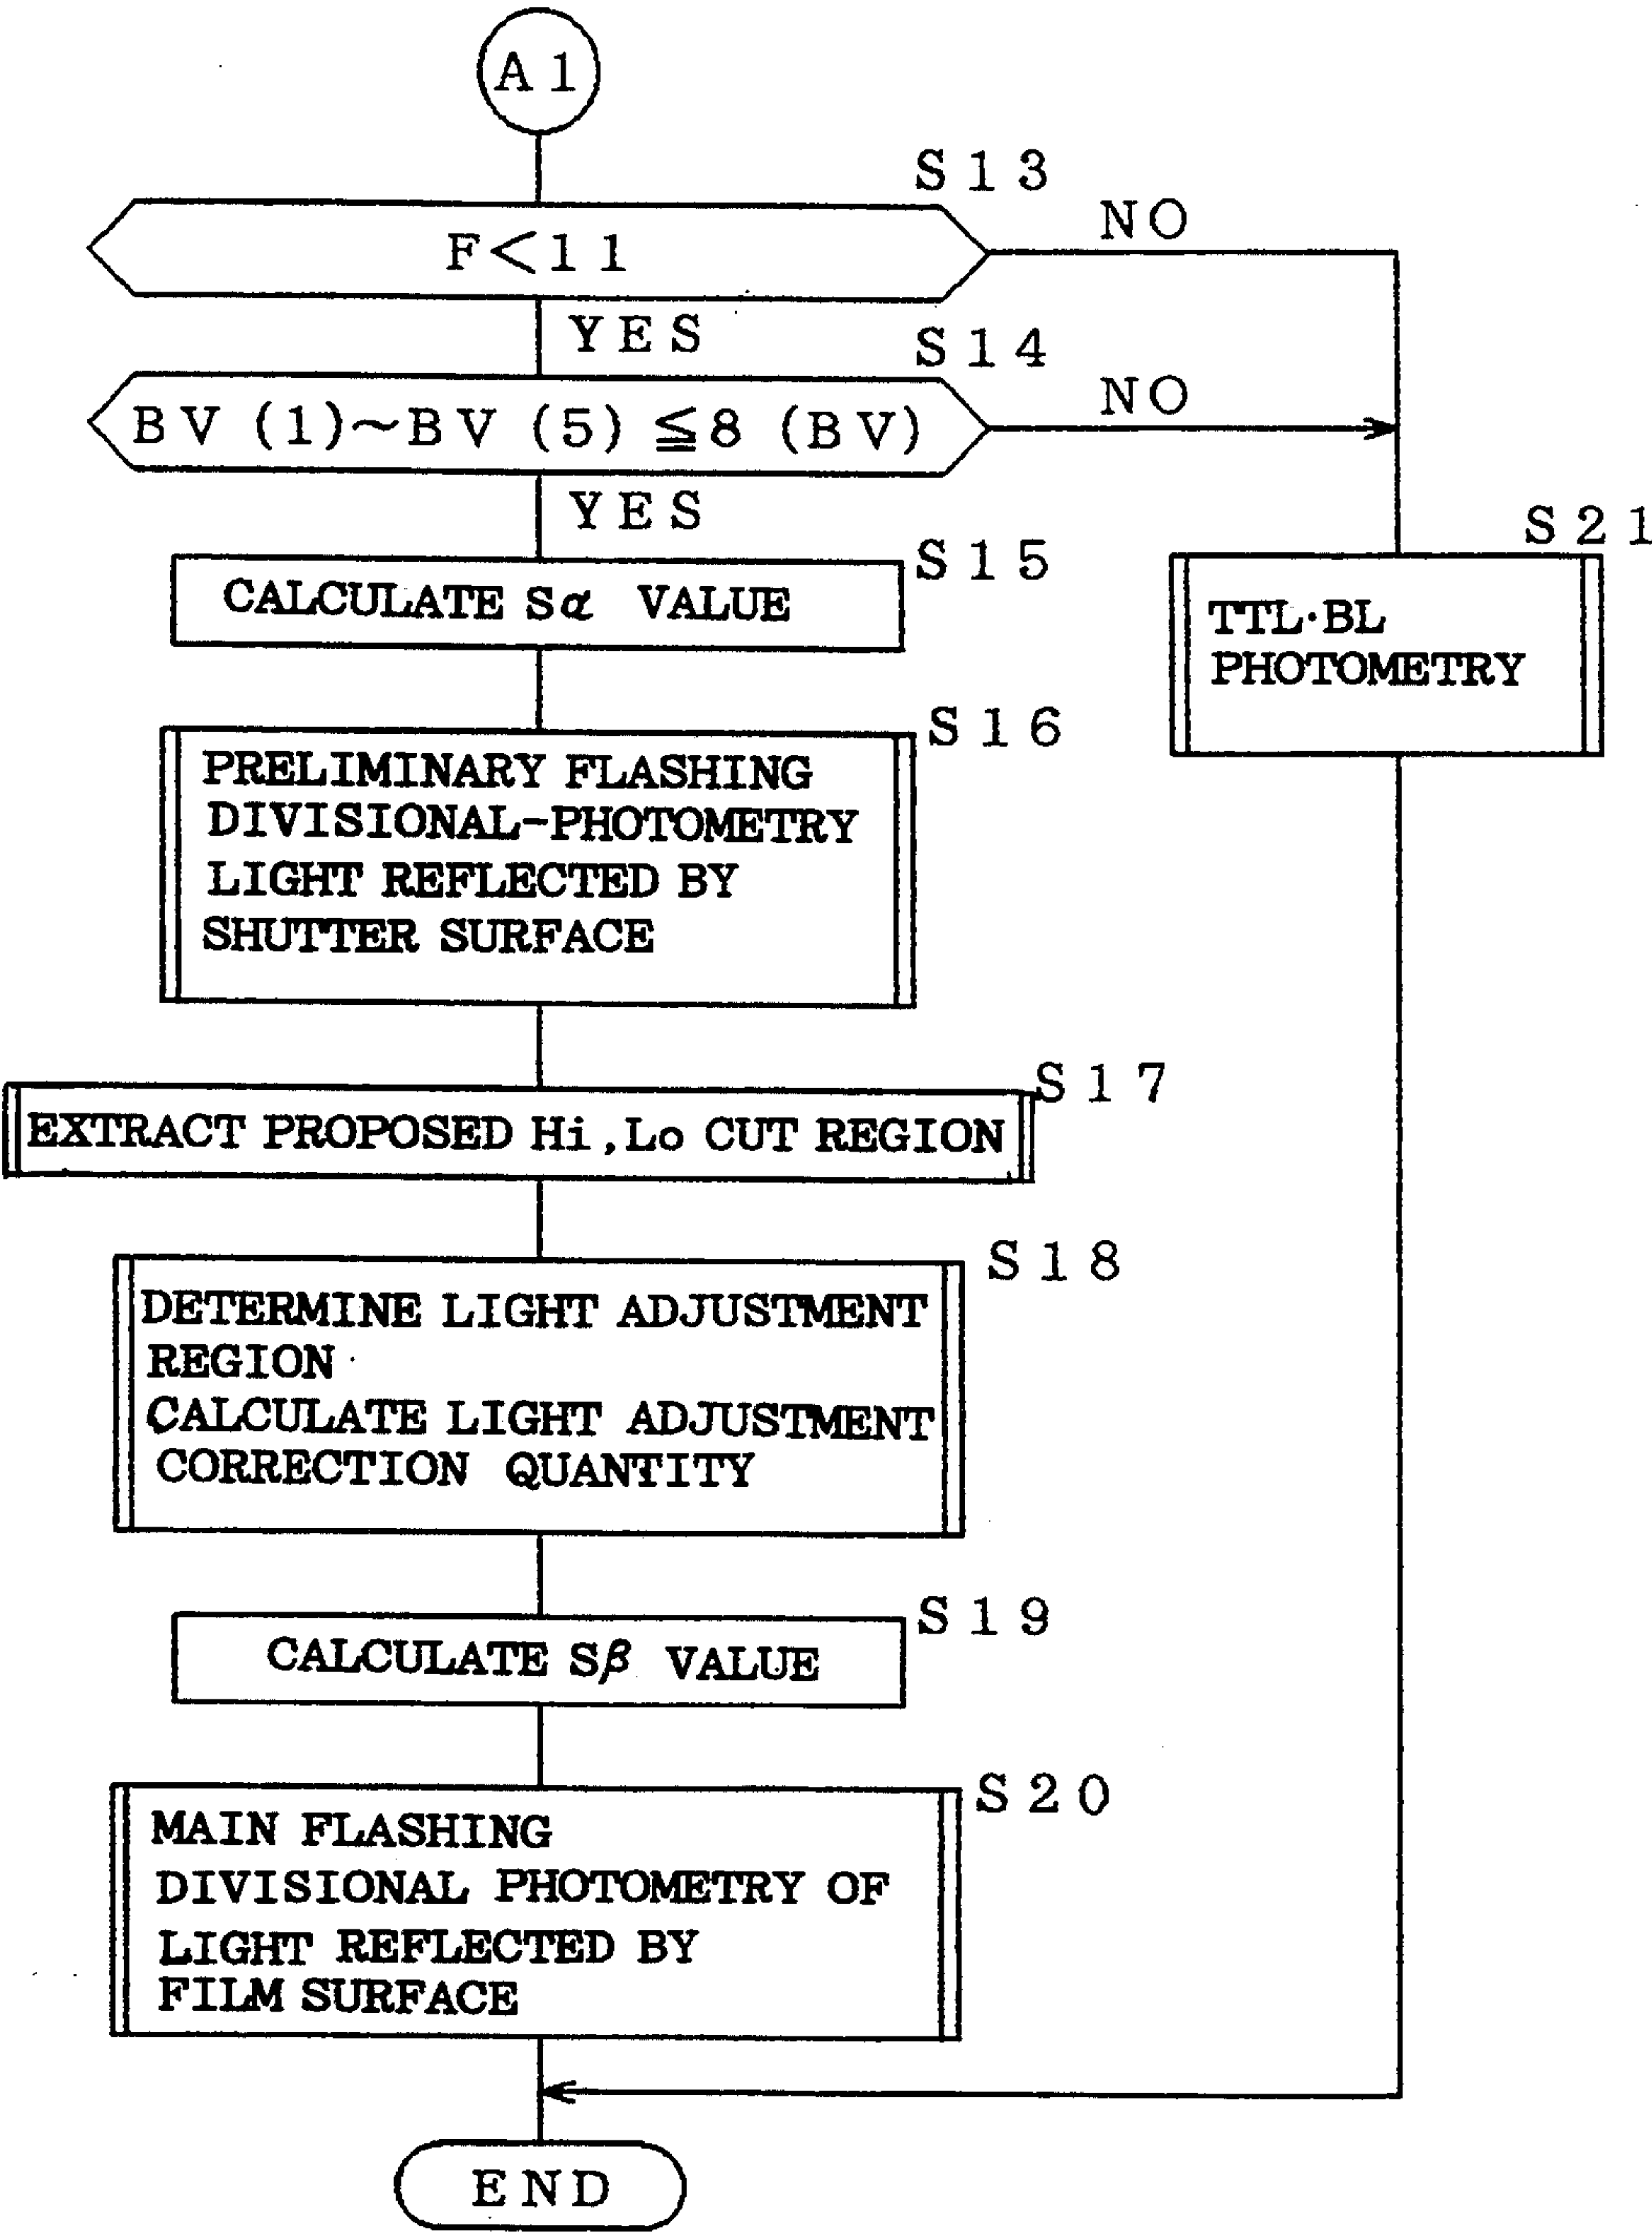 A1
S13
F<11
NO
YES
S14
BV (1)~BV (5) ≦8 (BV)
NO
YES
S15
CALCULATE Sα VALUE
S21
TTL·BL
PHOTOMETRY
S16
PRELIMINARY FLASHING
DIVISIONAL-PHOTOMETRY
LIGHT REFLECTED BY
SHUTTER SURFACE
S17
EXTRACT PROPOSED Hi,Lo CUT REGION
S18
DETERMINE LIGHT ADJUSTMENT
REGION
CALCULATE LIGHT ADJUSTMENT
CORRECTION QUANTITY
S19
CALCULATE Sβ VALUE
S20
MAIN FLASHING
DIVISIONAL PHOTOMETRY OF
LIGHT REFLECTED BY
FILM SURFACE
END